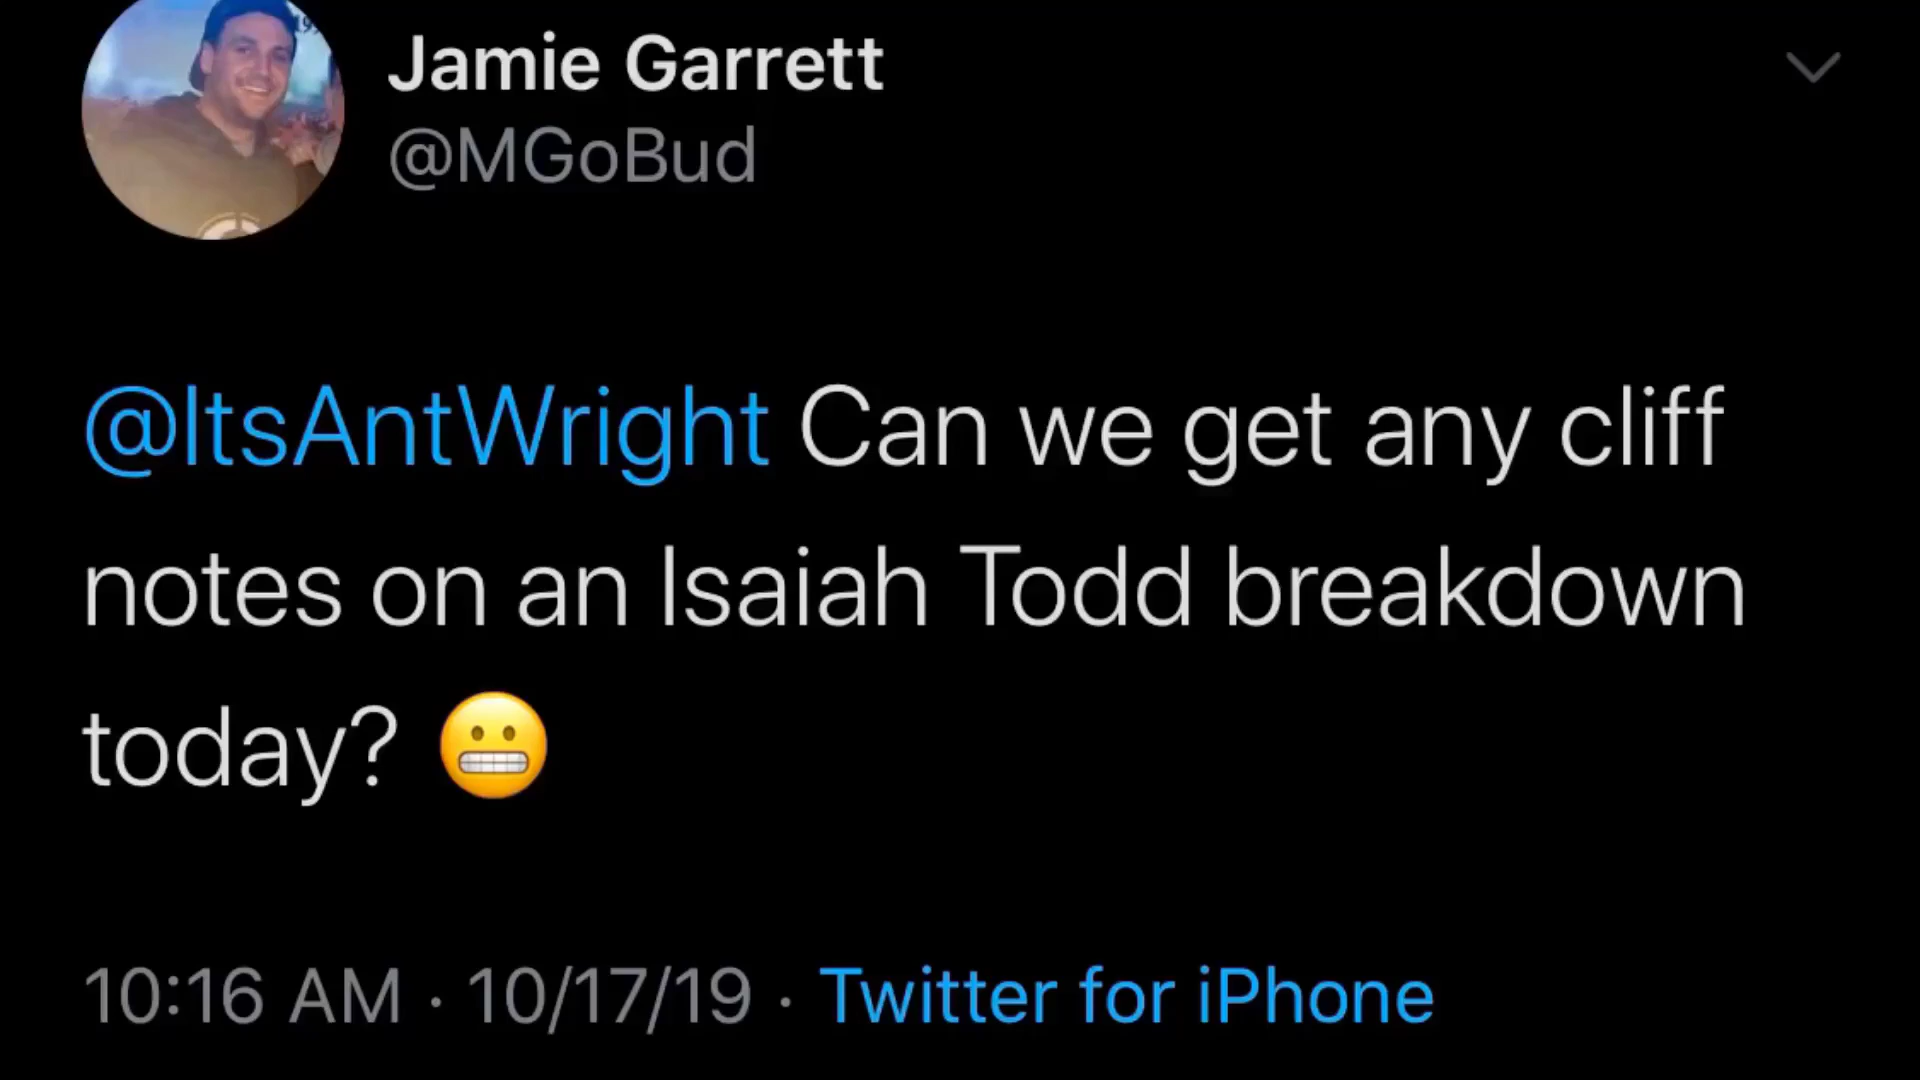 Jamie Garrett
@MGoBud
@ItsAntWright Can we get any cliff
notes on an Isaiah Todd breakdown
today? 😬
10:16 AM · 10/17/19 · Twitter for iPhone